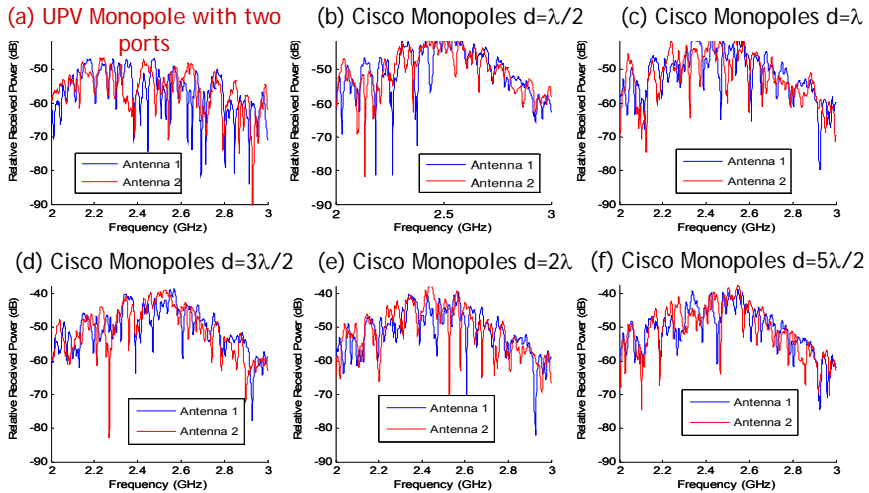 (a) UPV Monopole with two
ports
(b) Cisco Monopoles d=λ/2
(c) Cisco Monopoles d=λ
Relative Received Power (dB)
-50
-60
-70
-80
-90
Antenna 1
Antenna 2
2
2.2
2.4
2.6
2.8
3
Frequency (GHz)
Relative Received Power (dB)
-50
-60
-70
-80
-90
Antenna 1
Antenna 2
2
2.5
3
Frequency (GHz)
Relative Received Power (dB)
-50
-60
-70
-80
-90
Antenna 1
Antenna 2
2
2.2
2.4
2.6
2.8
3
Frequency (GHz)
(d) Cisco Monopoles d=3λ/2
(e) Cisco Monopoles d=2λ
(f) Cisco Monopoles d=5λ/2
Relative Received Power (dB)
-40
-50
-60
-70
-80
-90
Antenna 1
Antenna 2
2
2.2
2.4
2.6
2.8
3
Frequency (GHz)
Relative Received Power (dB)
-40
-50
-60
-70
-80
-90
Antenna 1
Antenna 2
2
2.2
2.4
2.6
2.8
3
Frequency (GHz)
Relative Received Power (dB)
-40
-50
-60
-70
-80
-90
Antenna 1
Antenna 2
2
2.2
2.4
2.6
2.8
3
Frequency (GHz)